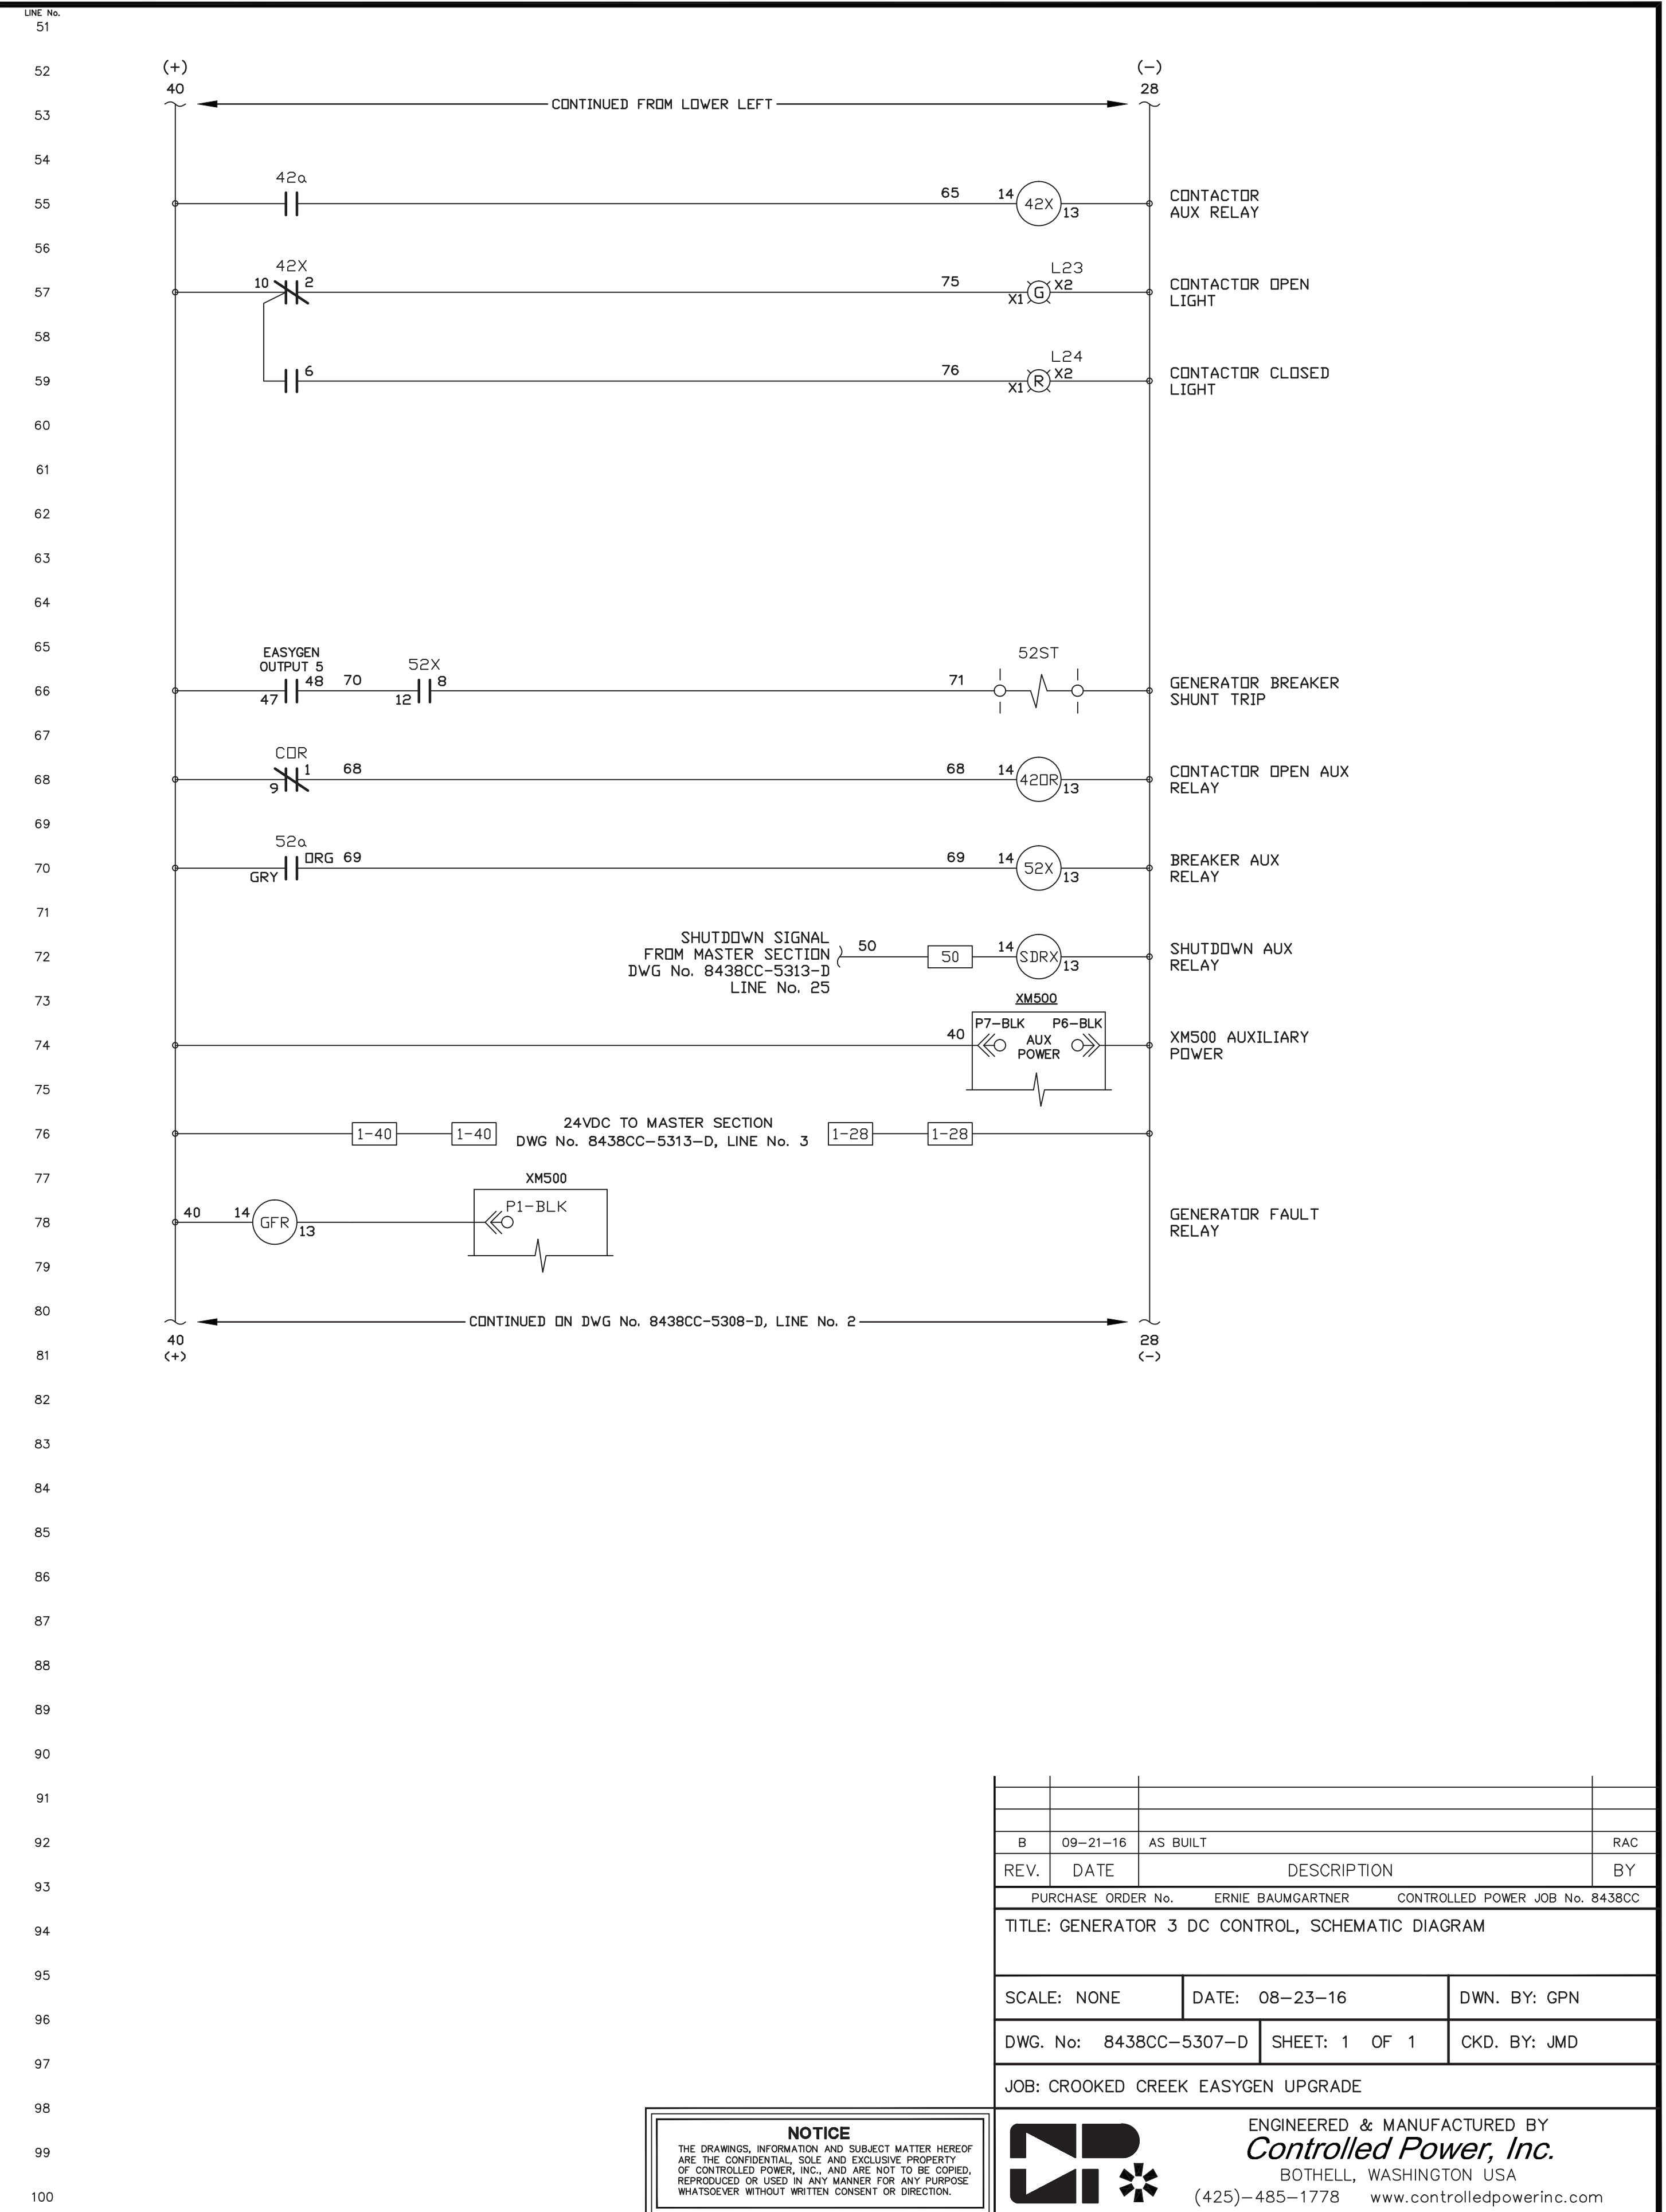 LINE No.
51
52
(+)
(-)
40
28
CONTINUED FROM LOWER LEFT
53
54
42a
55
65
14
42X
13
CONTACTOR
AUX RELAY
56
42X
57
10
2
75
X1
G
X2
L23
CONTACTOR OPEN
LIGHT
58
59
6
76
X1
R
X2
L24
CONTACTOR CLOSED
LIGHT
60
61
62
63
64
65
EASYGEN
OUTPUT 5
52X
52ST
66
47
48
70
12
8
71
GENERATOR BREAKER
SHUNT TRIP
67
COR
68
9
1
68
68
14
42OR
13
CONTACTOR OPEN AUX
RELAY
69
52a
70
GRY
ORG
69
69
14
52X
13
BREAKER AUX
RELAY
71
72
SHUTDOWN SIGNAL
FROM MASTER SECTION
DWG No. 8438CC-5313-D
LINE No. 25
50
50
14
SDRX
13
SHUTDOWN AUX
RELAY
73
XM500
74
40
P7-BLK
P6-BLK
AUX
POWER
XM500 AUXILIARY
POWER
75
76
1-40
1-40
24VDC TO MASTER SECTION
DWG No. 8438CC-5313-D, LINE No. 3
1-28
1-28
77
XM500
78
40
14
GFR
13
P1-BLK
GENERATOR FAULT
RELAY
79
80
CONTINUED ON DWG No. 8438CC-5308-D, LINE No. 2
40
28
81
(+)
(-)
82
83
84
85
86
87
88
89
90
91
92
B 09-21-16 AS BUILT RAC
REV. DATE DESCRIPTION BY
93
PURCHASE ORDER No. ERNIE BAUMGARTNER CONTROLLED POWER JOB No. 8438CC
94
TITLE: GENERATOR 3 DC CONTROL, SCHEMATIC DIAGRAM
95
SCALE: NONE DATE: 08-23-16 DWN. BY: GPN
96
DWG. No: 8438CC-5307-D SHEET: 1 OF 1 CKD. BY: JMD
97
JOB: CROOKED CREEK EASYGEN UPGRADE
98
99
100
NOTICE
THE DRAWINGS, INFORMATION AND SUBJECT MATTER HEREOF
ARE THE CONFIDENTIAL, SOLE AND EXCLUSIVE PROPERTY
OF CONTROLLED POWER, INC., AND ARE NOT TO BE COPIED,
REPRODUCED OR USED IN ANY MANNER FOR ANY PURPOSE
WHATSOEVER WITHOUT WRITTEN CONSENT OR DIRECTION.
ENGINEERED & MANUFACTURED BY
Controlled Power, Inc.
BOTHELL, WASHINGTON USA
(425)-485-1778 www.controlledpowerinc.com